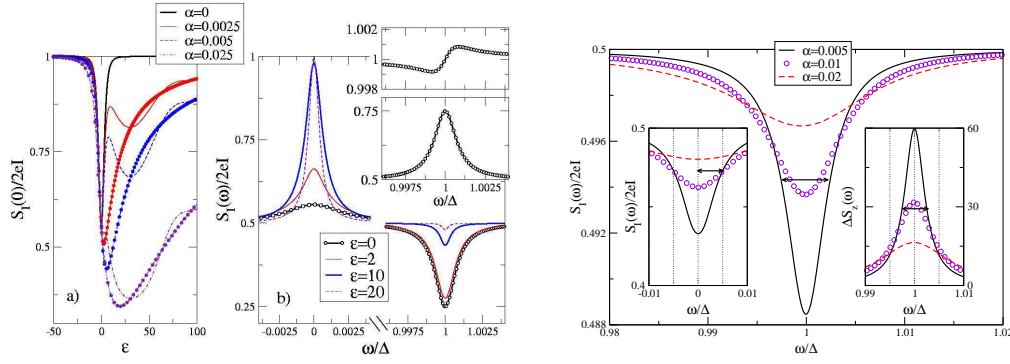 α=0
α=0.0025
α=0.005
α=0.025
1
0.75
0.5
S_I(0)/2eI
a)
-50
0
50
100
ε
1
0.75
0.5
0.25
S_I(ω)/2eI
b)
ε=0
ε=2
ε=10
ε=20
-0.0025
0
0.0025
0.9975
1
1.0025
ω/Δ
1.002
1
0.998
0.75
0.5
0.9975
1
1.0025
ω/Δ
α=0.005
α=0.01
α=0.02
0.5
0.496
0.492
0.488
S_I(ω)/2eI
0.98
0.99
1
1.01
1.02
ω/Δ
0.5
0.4
S_I(ω)/2eI
-0.01
0
0.01
ω/Δ
60
30
0
ΔS_z(ω)
0.99
1
1.01
ω/Δ